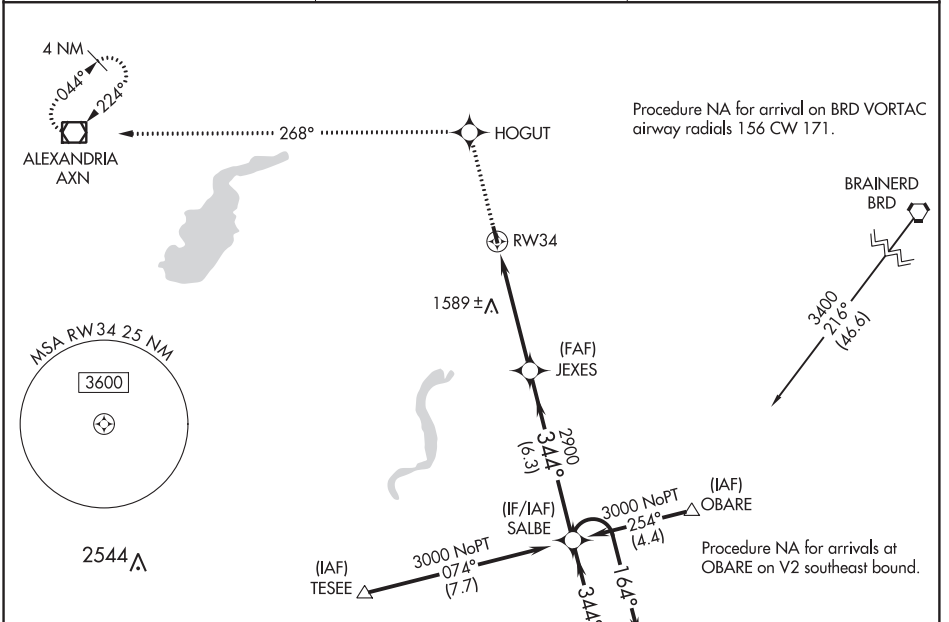 4 NM
044°
224°
ALEXANDRIA
AXN
268°
HOGUT
Procedure NA for arrival on BRD VORTAC
airway radials 156 CW 171.
BRAINERD
BRD
RW34
3400
216°
(46.6)
1589 ±
MSA RW34 25 NM
3600
(FAF)
JEXES
2900
344°
(6.3)
(IF/IAF)
SALBE
3000 NoPT
254°
(4.4)
(IAF)
OBARE
2544
3000 NoPT
074°
(7.7)
(IAF)
TESEE
Procedure NA for arrivals at
OBARE on V2 southeast bound.
344°
164°